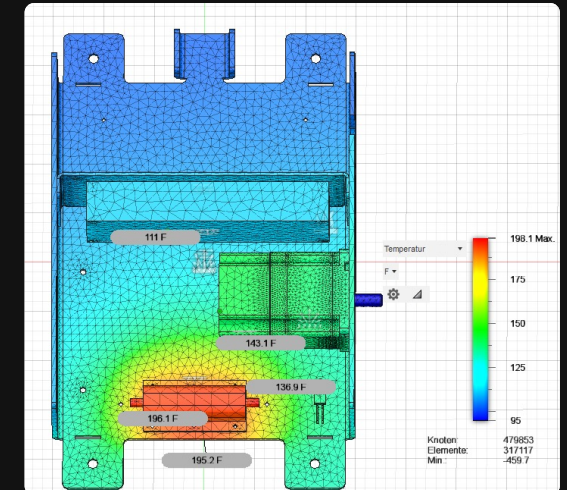 111 F
Temperatur
198.1 Max.
F
175
150
143.1 F
136.9 F
125
196.1 F
95
195.2 F
Knoten: 479853
Elemente: 317117
Min : -459.7